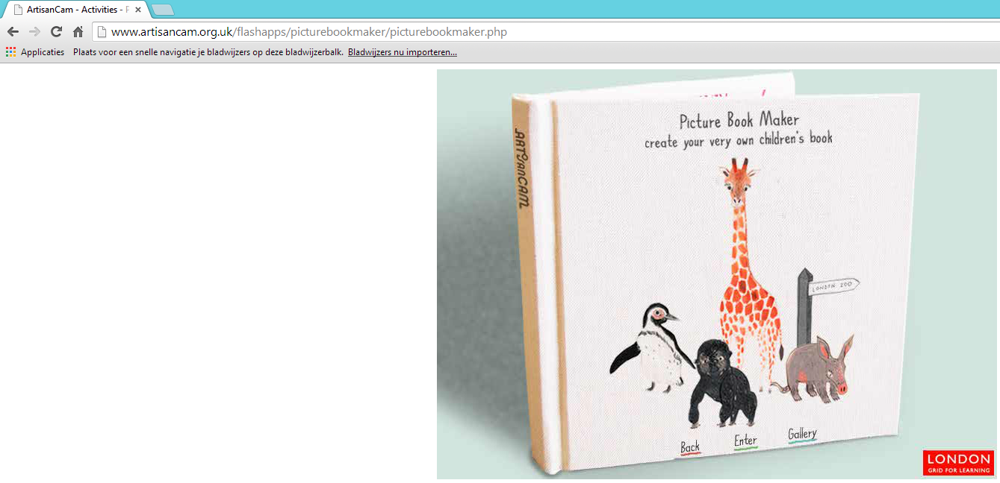 ArtisanCam - Activities - P
www.artisancam.org.uk/flashapps/picturebookmaker/picturebookmaker.php
Applicaties Plaats voor een snelle navigatie je bladwijzers op deze bladwijzerbalk. Bladwijzers nu importeren...
ARTISANCAM
Picture Book Maker
create your very own children's book
LONDON ZOO
Back Enter Gallery
LONDON
GRID FOR LEARNING